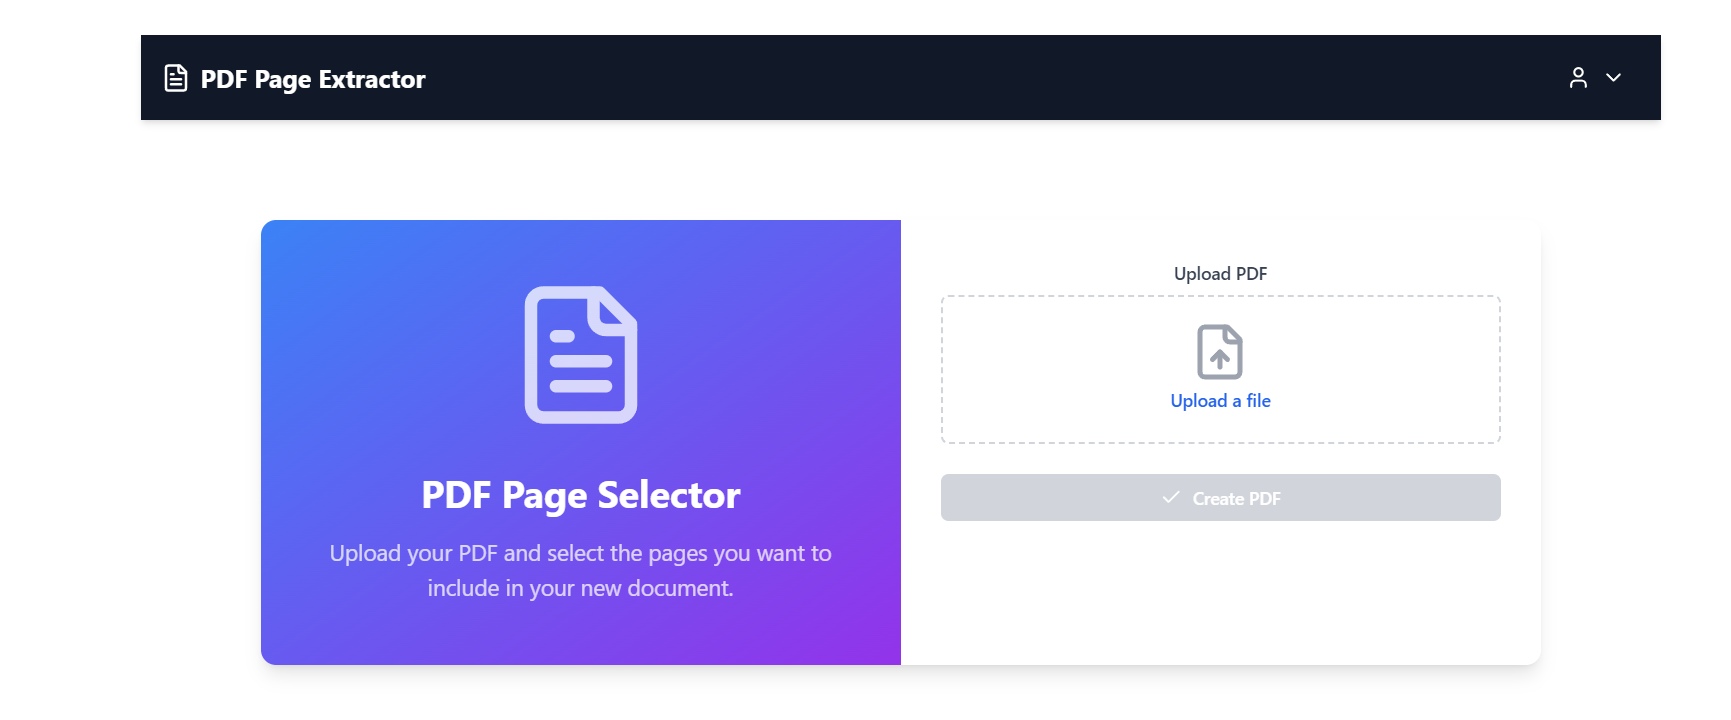 PDF Page Extractor
PDF Page Selector
Upload your PDF and select the pages you want to
include in your new document.
Upload PDF
Upload a file
Create PDF